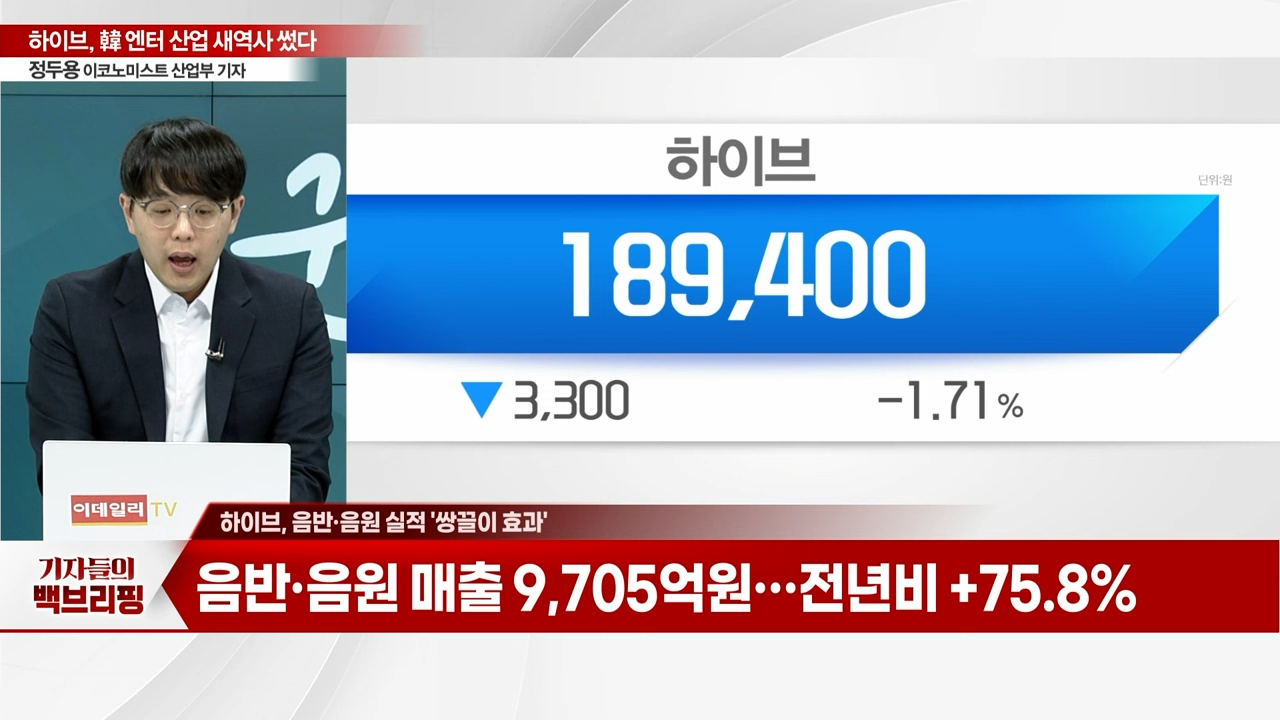 하이브, 韓 엔터 산업 새역사 썼다
정두용 이코노미스트 산업부 기자
하이브
단위:원
189,400
▼ 3,300 -1.71%
이데일리 TV
하이브, 음반·음원 실적 '쌍끌이 효과'
기자들의
백브리핑
음반·음원 매출 9,705억원…전년비 +75.8%